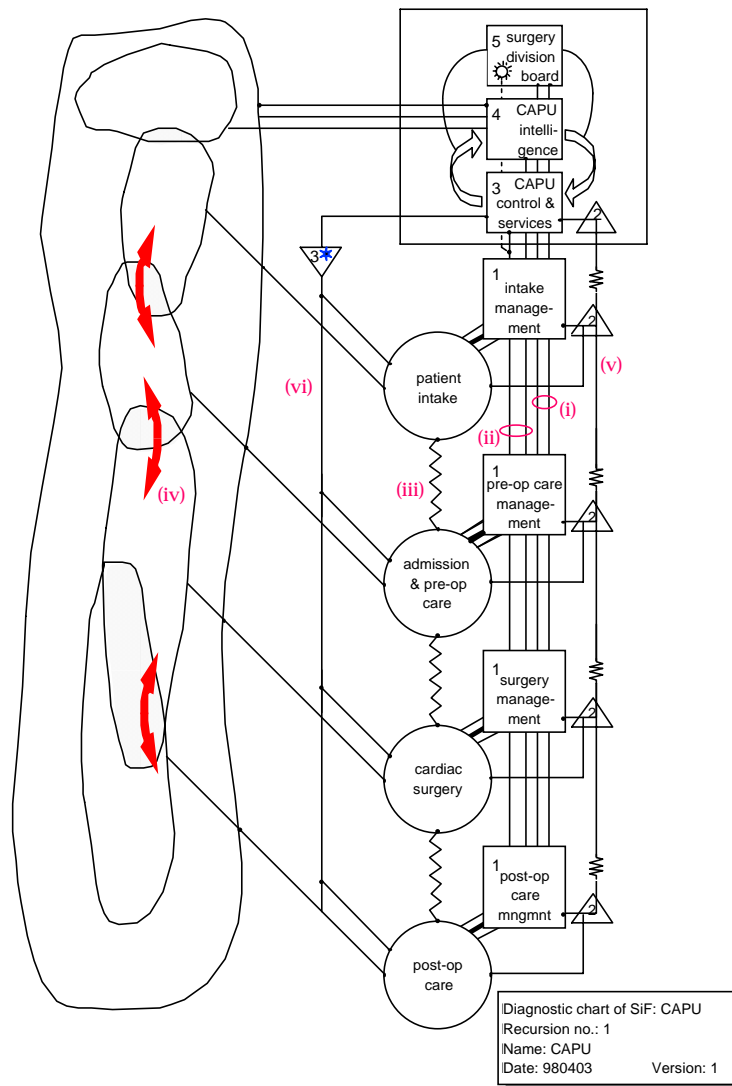 5 surgery
division
board
4 CAPU
intelli-
gence
3 CAPU
control &
services
2
3*
1
intake
manage-
ment
2
patient
intake
(i)
(ii)
(iii)
(iv)
(v)
(vi)
1
pre-op care
manage-
ment
2
admission
& pre-op
care
1
surgery
manage-
ment
2
cardiac
surgery
1
post-op
care
mngmnt
2
post-op
care
Diagnostic chart of SiF: CAPU
Recursion no.: 1
Name: CAPU
Date: 980403 Version: 1